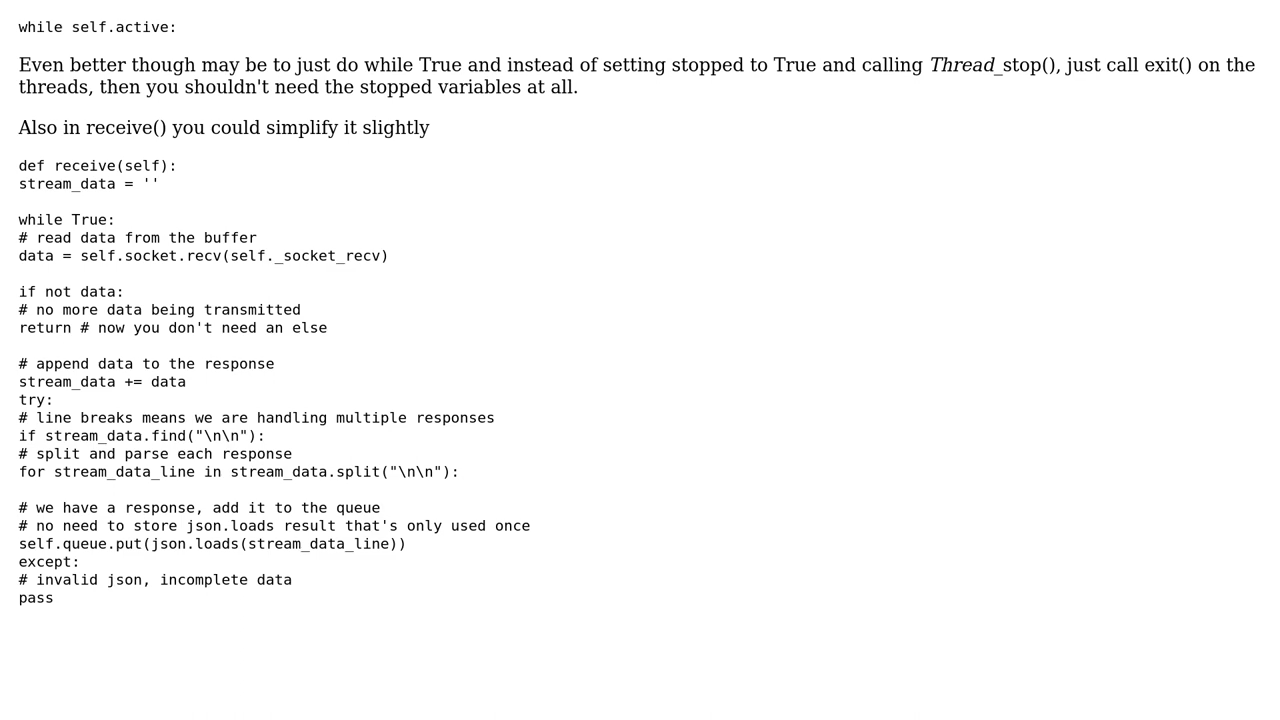 while self.active:
Even better though may be to just do while True and instead of setting stopped to True and calling Thread_stop(), just call exit() on the
threads, then you shouldn't need the stopped variables at all.
Also in receive() you could simplify it slightly
def receive(self):
stream_data = ''
while True:
# read data from the buffer
data = self.socket.recv(self._socket_recv)
if not data:
# no more data being transmitted
return # now you don't need an else
# append data to the response
stream_data += data
try:
# line breaks means we are handling multiple responses
if stream_data.find("\n\n"):
# split and parse each response
for stream_data_line in stream_data.split("\n\n"):
# we have a response, add it to the queue
# no need to store json.loads result that's only used once
self.queue.put(json.loads(stream_data_line))
except:
# invalid json, incomplete data
pass